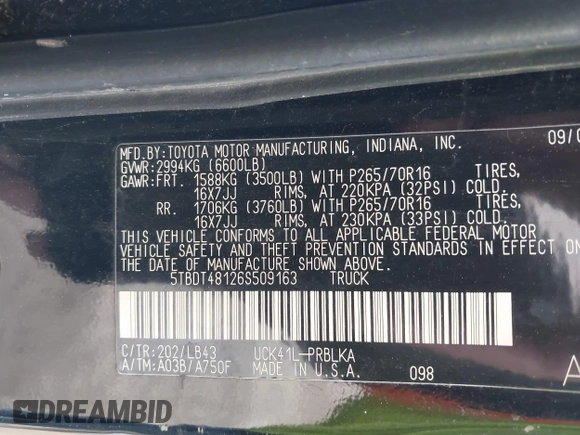 MFD.BY:TOYOTA MOTOR MANUFACTURING, INDIANA, INC. 09/0
GVWR: 2994KG (6600LB)
GAWR:FRT. 1588KG (3500LB) WITH P265/70R16 TIRES,
16X7JJ RIMS, AT 220KPA (32PSI) COLD.
RR. 1706KG (3760LB) WITH P265/70R16 TIRES,
16X7JJ RIMS, AT 230KPA (33PSI) COLD.
THIS VEHICLE CONFORMS TO ALL APPLICABLE FEDERAL MOTOR
VEHICLE SAFETY AND THEFT PREVENTION STANDARDS IN EFFECT ON
THE DATE OF MANUFACTURE SHOWN ABOVE.
5TBDT48126S509163 TRUCK
C/TR:202/LB43 UCK41L-PRBLKA
A/TM:A03B/A750F MADE IN U.S.A. 098 A
DREAMBID